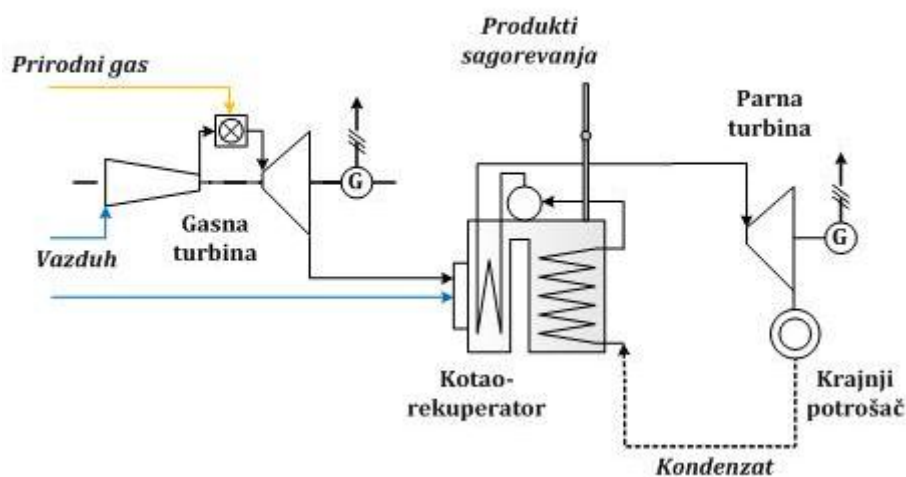 Produkti
sagorevanja
Prirodni gas
Parna
turbina
G
Gasna
turbina
G
Vazduh
Kotao-
rekuperator
Krajnji
potrošač
Kondenzat